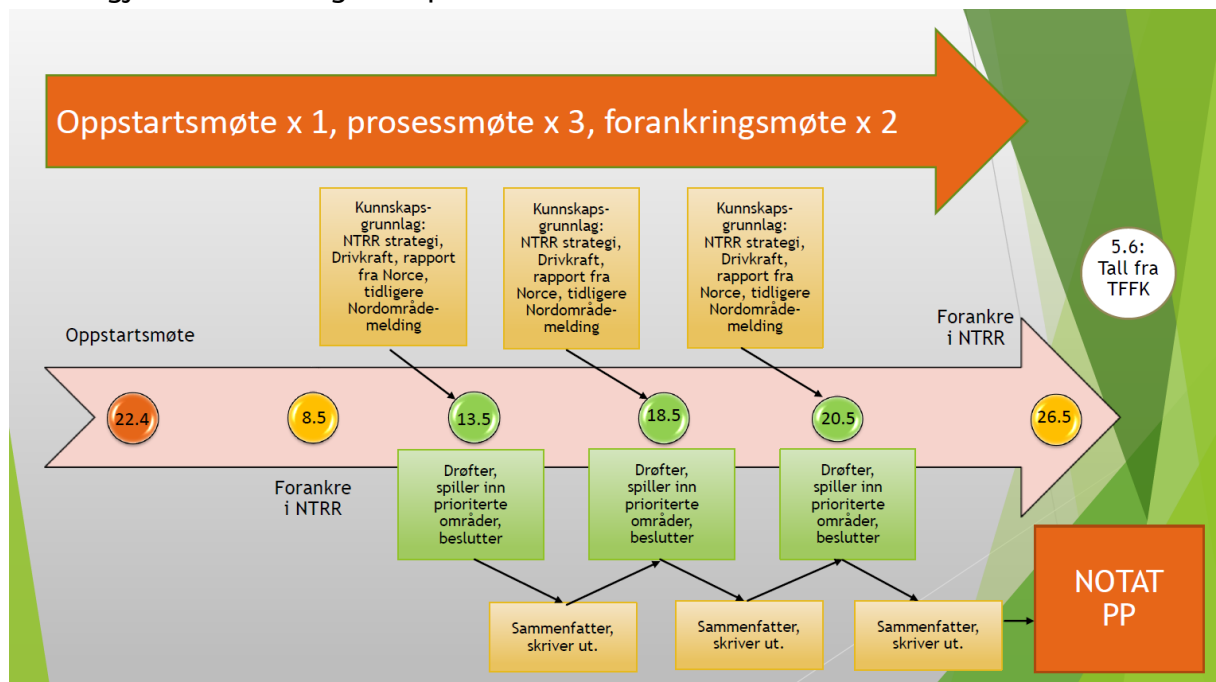 Oppstartsmøte x 1, prosessmøte x 3, forankringsmøte x 2
Kunnskaps-
grunnlag:
NTRR strategi,
Drivkraft, rapport
fra Norce,
tidligere
Nordområde-
melding
Kunnskaps-
grunnlag:
NTRR strategi,
Drivkraft,
rapport fra
Norce, tidligere
Nordområde-
melding
Kunnskaps-
grunnlag:
NTRR strategi,
Drivkraft,
rapport fra
Norce, tidligere
Nordområde-
melding
5.6:
Tall fra
TFFK
Oppstartsmøte
Forankre
i NTRR
22.4
8.5
13.5
18.5
20.5
26.5
Forankre
i NTRR
Drøfter,
spiller inn
prioriterte
områder,
beslutter
Drøfter,
spiller inn
prioriterte
områder,
beslutter
Drøfter,
spiller inn
prioriterte
områder,
beslutter
Sammenfatter,
skriver ut.
Sammenfatter,
skriver ut.
Sammenfatter,
skriver ut.
NOTAT
PP